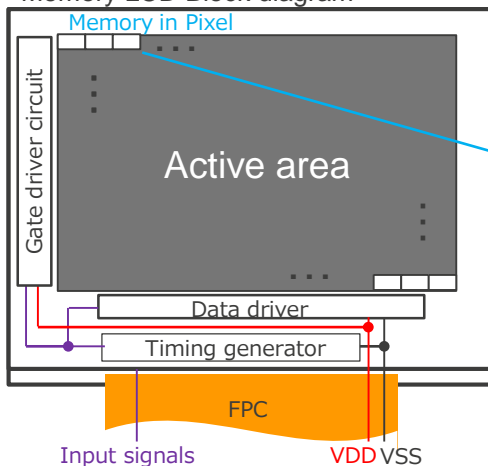 Memory LCD Block diagram
Memory in Pixel
Gate driver circuit
Active area
Data driver
Timing generator
FPC
Input signals
VDD
VSS